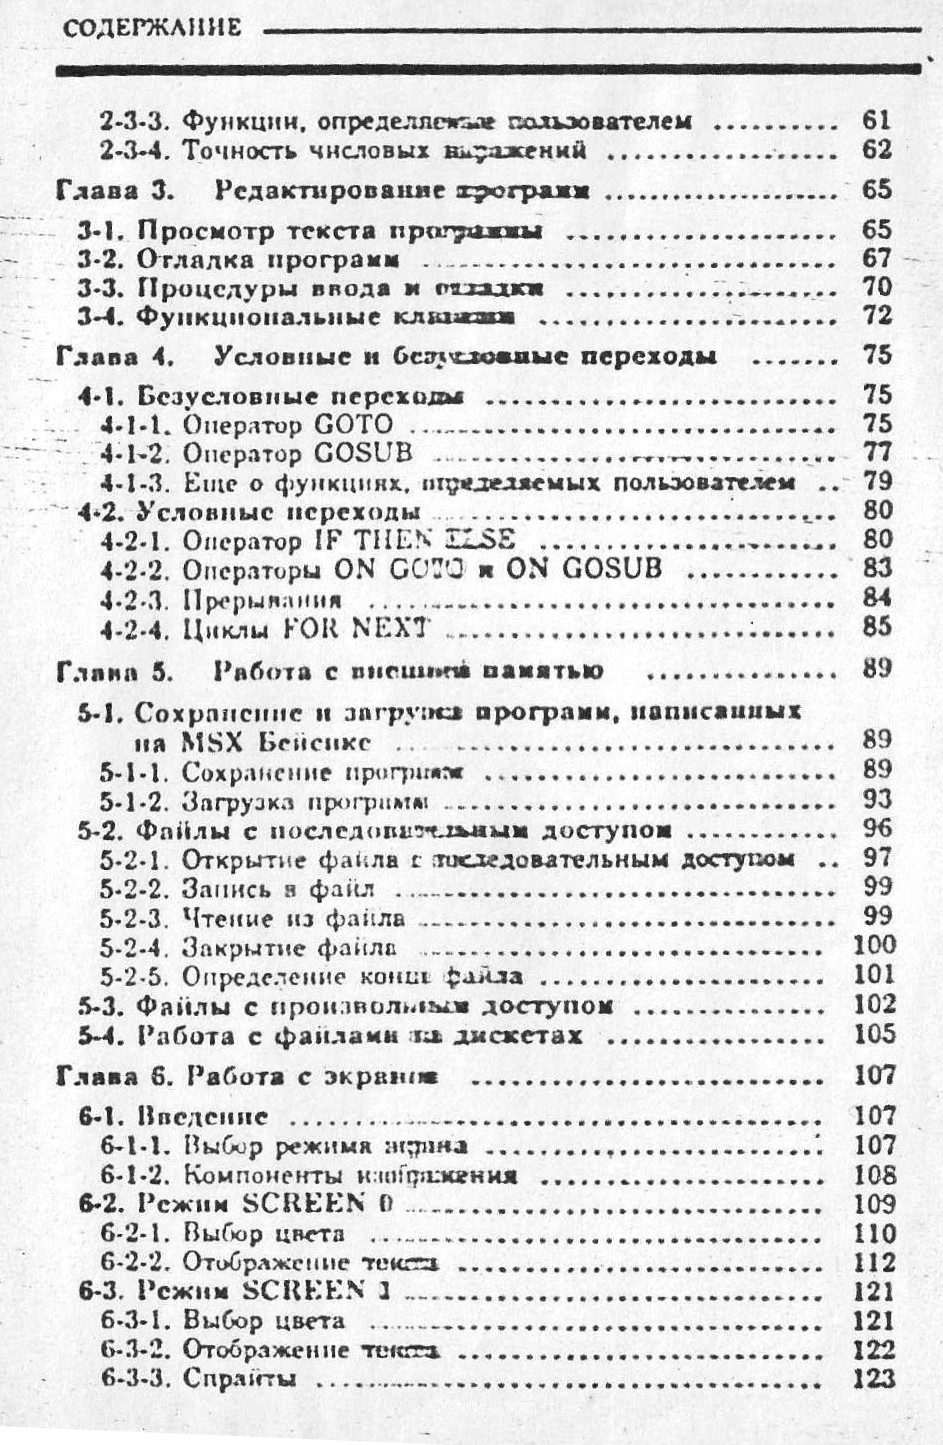 СОДЕРЖАНИЕ
2-3-3. Функции, определяемые пользователем .......... 61
2-3-4. Точность числовых выражений .................. 62
Глава 3. Редактирование программ .................... 65
3-1. Просмотр текста программы .................... 65
3-2. Отладка программ .............................. 67
3-3. Процедуры ввода и отладки .................... 70
3-4. Функциональные клавиши ...................... 72
Глава 4. Условные и безусловные переходы ....... 75
4-1. Безусловные переходы .......................... 75
4-1-1. Оператор GOTO .............................. 75
4-1-2. Оператор GOSUB ............................ 77
4-1-3. Еще о функциях, определяемых пользователем .. 79
4-2. Условные переходы ............................ 80
4-2-1. Оператор IF THEN ELSE ...................... 80
4-2-2. Операторы ON GOTO и ON GOSUB ............ 83
4-2-3. Прерывания .................................. 84
4-2-4. Циклы FOR NEXT ............................ 85
Глава 5. Работа с внешней памятью ............... 89
5-1. Сохранение и загрузка программ, написанных
на MSX Бейсике .................................. 89
5-1-1. Сохранение программ ........................ 89
5-1-2. Загрузка программ .......................... 93
5-2. Файлы с последовательным доступом ............ 96
5-2-1. Открытие файла с последовательным доступом .. 97
5-2-2. Запись в файл .............................. 99
5-2-3. Чтение из файла ............................ 99
5-2-4. Закрытие файла ............................ 100
5-2-5. Определение конца файла .................... 101
5-3. Файлы с произвольным доступом ............... 102
5-4. Работа с файлами на дискетах ................. 105
Глава 6. Работа с экраном .......................... 107
6-1. Введение .................................... 107
6-1-1. Выбор режима экрана ........................ 107
6-1-2. Компоненты изображения .................... 108
6-2. Режим SCREEN 0 .............................. 109
6-2-1. Выбор цвета ................................ 110
6-2-2. Отображение текста .......................... 112
6-3. Режим SCREEN 1 .............................. 121
6-3-1. Выбор цвета ................................ 121
6-3-2. Отображение текста .......................... 122
6-3-3. Спрайты .................................... 123